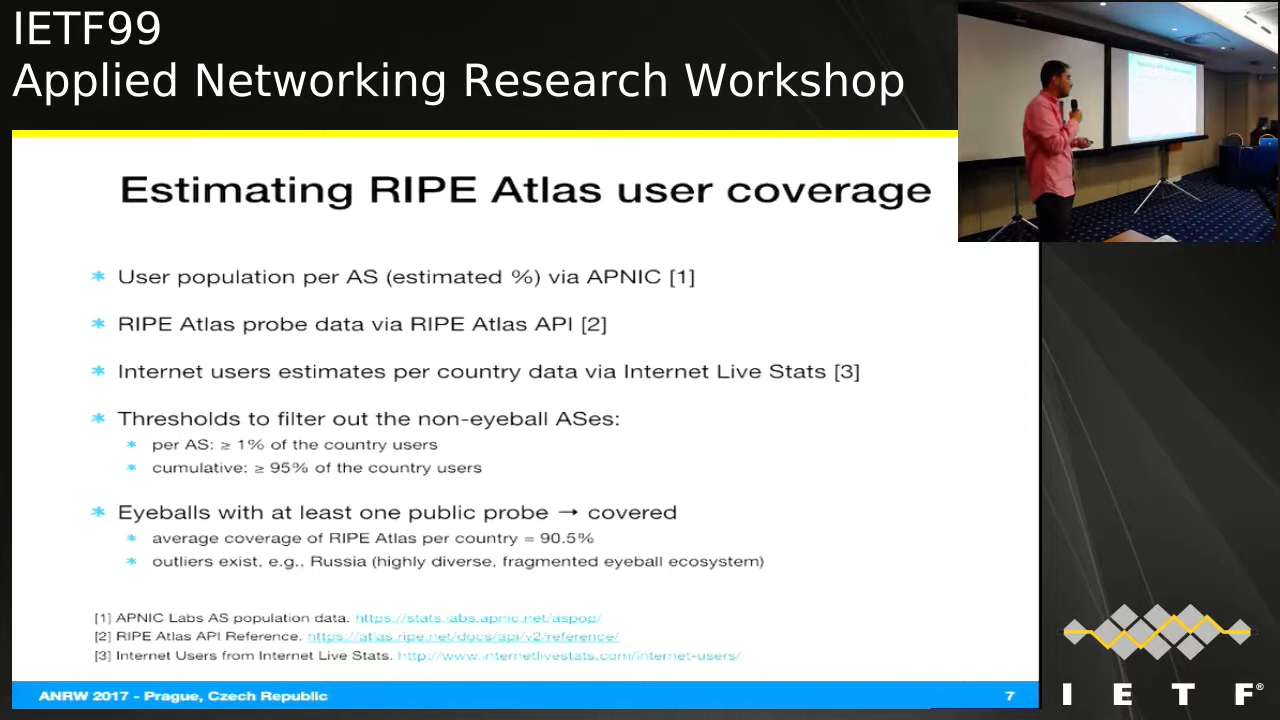 IETF99
Applied Networking Research Workshop
Estimating RIPE Atlas user coverage
* User population per AS (estimated %) via APNIC [1]
* RIPE Atlas probe data via RIPE Atlas API [2]
* Internet users estimates per country data via Internet Live Stats [3]
* Thresholds to filter out the non-eyeball ASes:
* per AS: ≥ 1% of the country users
* cumulative: ≥ 95% of the country users
* Eyeballs with at least one public probe → covered
* average coverage of RIPE Atlas per country = 90.5%
* outliers exist, e.g., Russia (highly diverse, fragmented eyeball ecosystem)
[1] APNIC Labs AS population data. https://stats.labs.apnic.net/aspop/
[2] RIPE Atlas API Reference. https://atlas.ripe.net/docs/api/v2/reference/
[3] Internet Users from Internet Live Stats. http://www.internetlivestats.com/internet-users/
ANRW 2017 - Prague, Czech Republic 7
IETF®